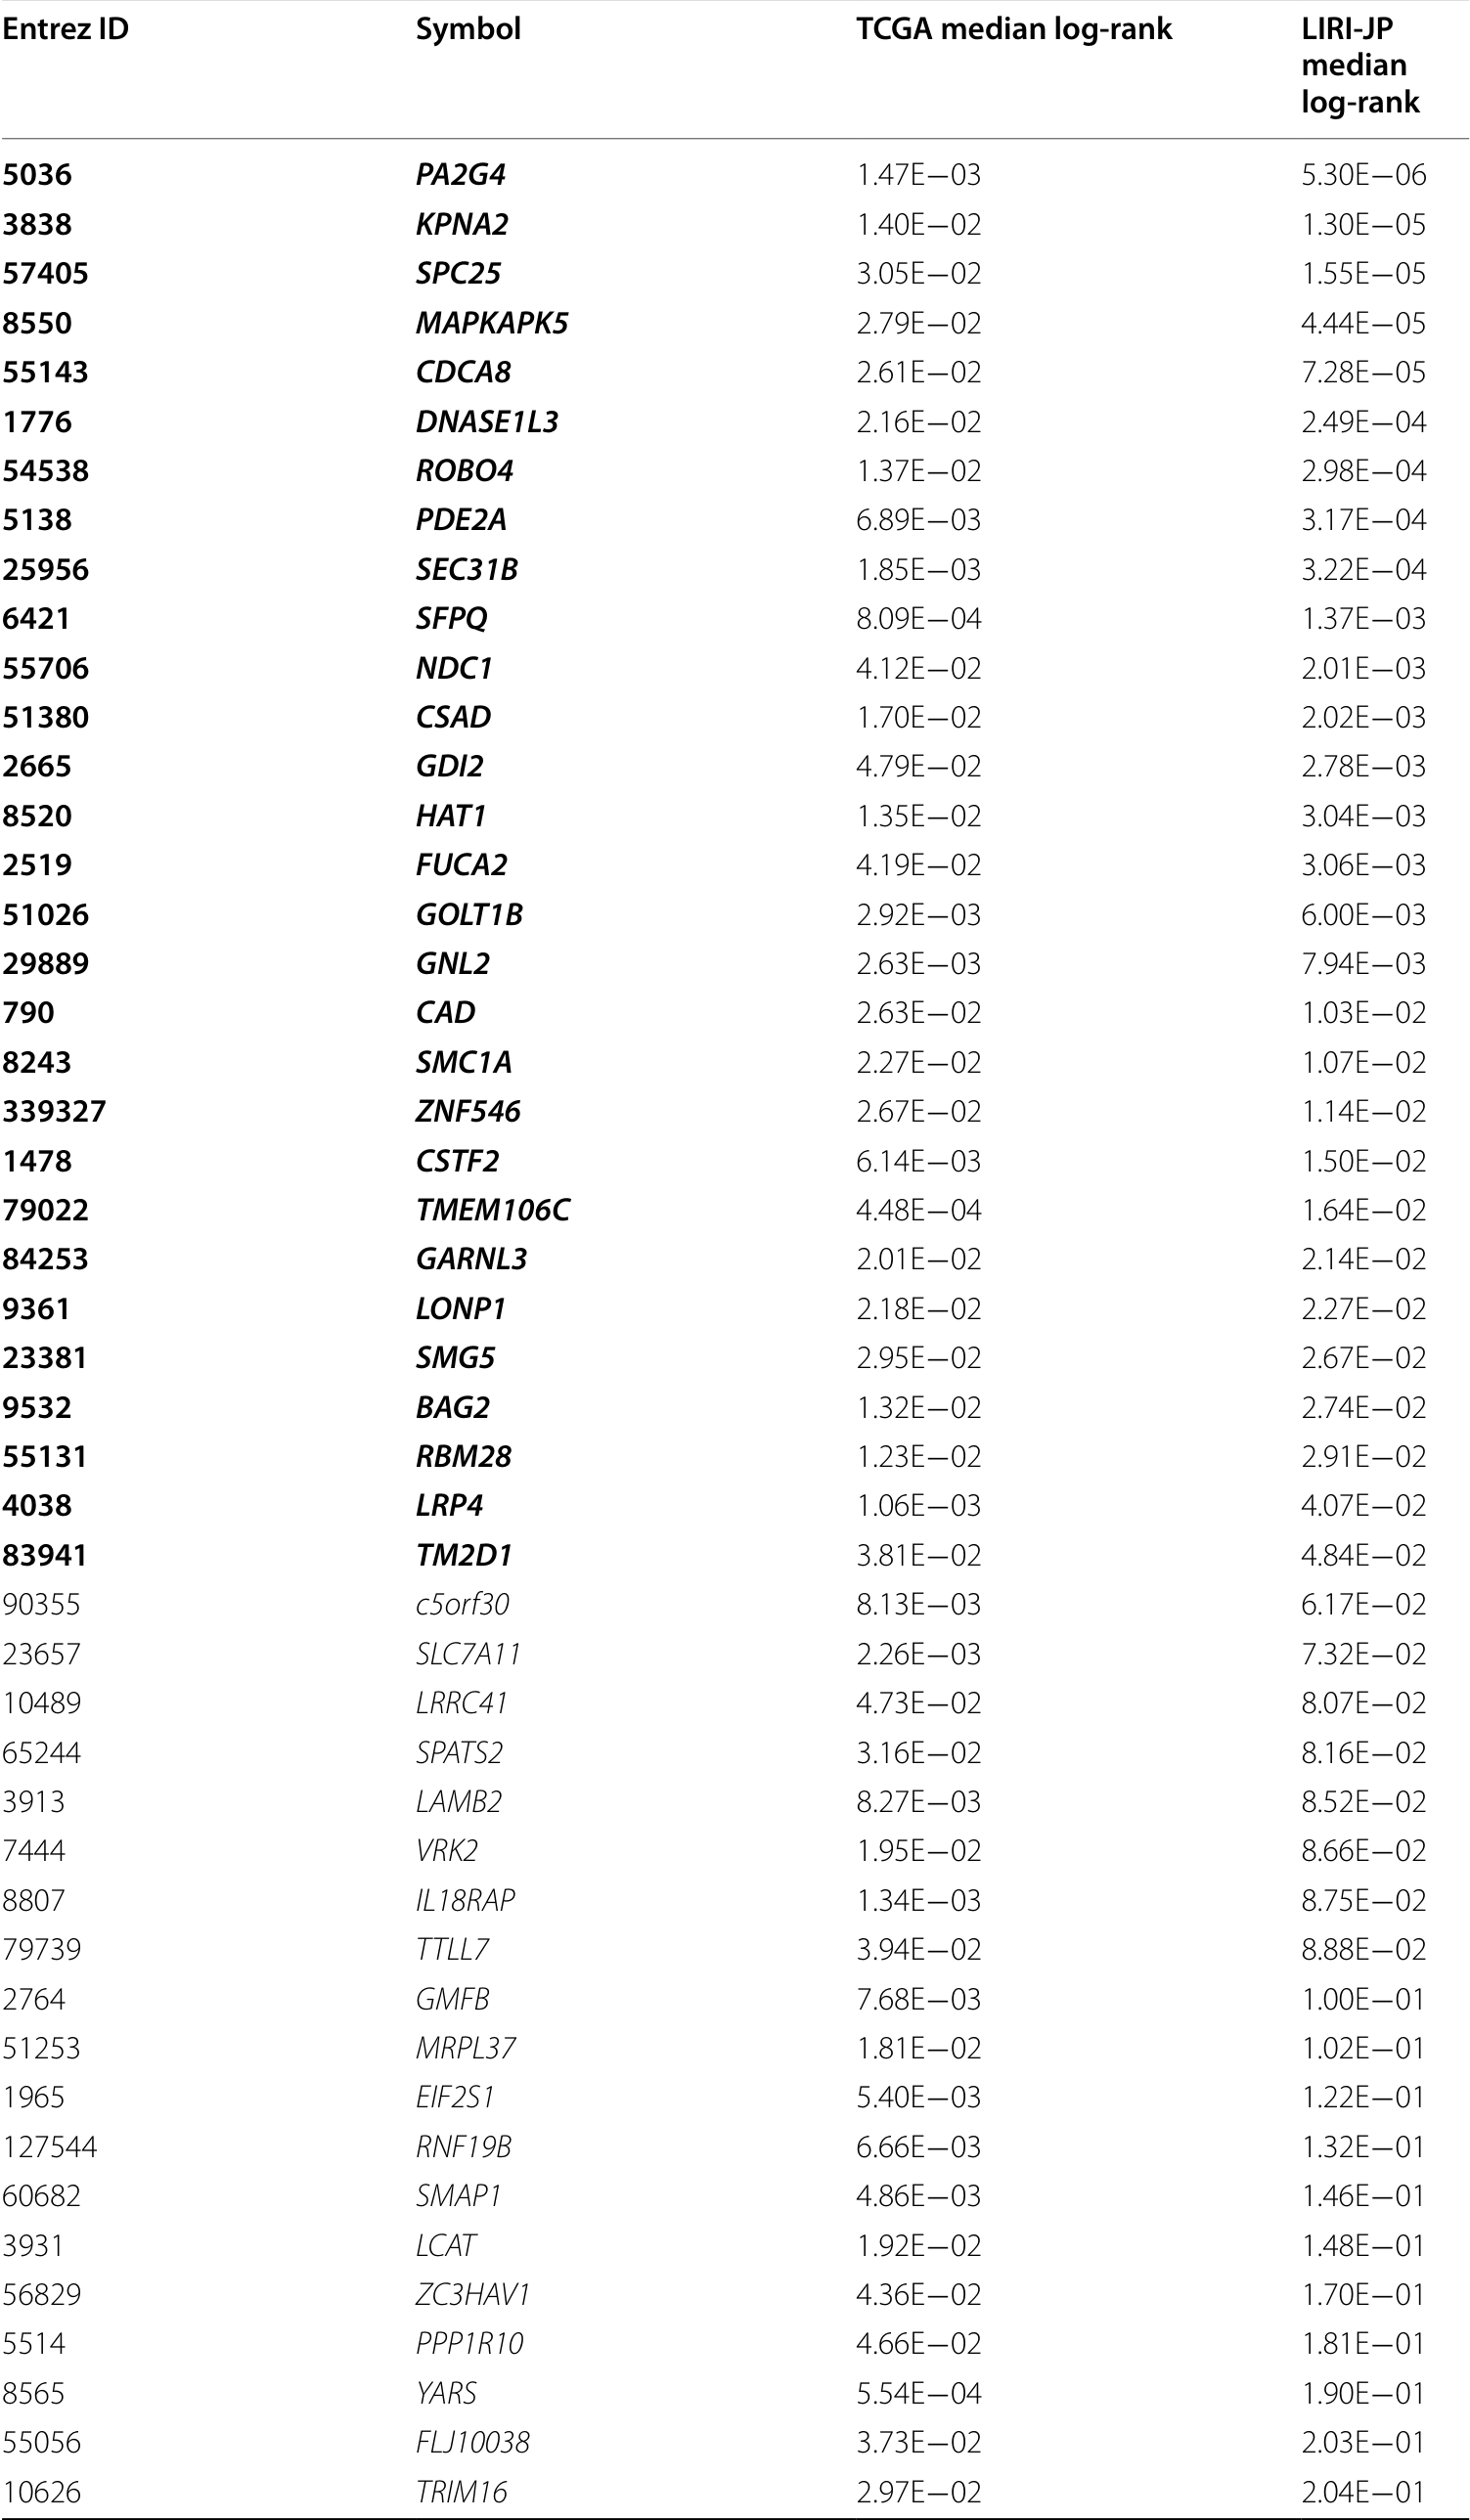 Entrez ID Symbol TCGA median log-rank LIRI-JP median log-rank
5036 PA2G4 1.47E−03 5.30E−06
3838 KPNA2 1.40E−02 1.30E−05
57405 SPC25 3.05E−02 1.55E−05
8550 MAPKAPK5 2.79E−02 4.44E−05
55143 CDCA8 2.61E−02 7.28E−05
1776 DNASE1L3 2.16E−02 2.49E−04
54538 ROBO4 1.37E−02 2.98E−04
5138 PDE2A 6.89E−03 3.17E−04
25956 SEC31B 1.85E−03 3.22E−04
6421 SFPQ 8.09E−04 1.37E−03
55706 NDC1 4.12E−02 2.01E−03
51380 CSAD 1.70E−02 2.02E−03
2665 GDI2 4.79E−02 2.78E−03
8520 HAT1 1.35E−02 3.04E−03
2519 FUCA2 4.19E−02 3.06E−03
51026 GOLT1B 2.92E−03 6.00E−03
29889 GNL2 2.63E−03 7.94E−03
790 CAD 2.63E−02 1.03E−02
8243 SMC1A 2.27E−02 1.07E−02
339327 ZNF546 2.67E−02 1.14E−02
1478 CSTF2 6.14E−03 1.50E−02
79022 TMEM106C 4.48E−04 1.64E−02
84253 GARNL3 2.01E−02 2.14E−02
9361 LONP1 2.18E−02 2.27E−02
23381 SMG5 2.95E−02 2.67E−02
9532 BAG2 1.32E−02 2.74E−02
55131 RBM28 1.23E−02 2.91E−02
4038 LRP4 1.06E−03 4.07E−02
83941 TM2D1 3.81E−02 4.84E−02
90355 c5orf30 8.13E−03 6.17E−02
23657 SLC7A11 2.26E−03 7.32E−02
10489 LRRC41 4.73E−02 8.07E−02
65244 SPATS2 3.16E−02 8.16E−02
3913 LAMB2 8.27E−03 8.52E−02
7444 VRK2 1.95E−02 8.66E−02
8807 IL18RAP 1.34E−03 8.75E−02
79739 TTLL7 3.94E−02 8.88E−02
2764 GMFB 7.68E−03 1.00E−01
51253 MRPL37 1.81E−02 1.02E−01
1965 EIF2S1 5.40E−03 1.22E−01
127544 RNF19B 6.66E−03 1.32E−01
60682 SMAP1 4.86E−03 1.46E−01
3931 LCAT 1.92E−02 1.48E−01
56829 ZC3HAV1 4.36E−02 1.70E−01
5514 PPP1R10 4.66E−02 1.81E−01
8565 YARS 5.54E−04 1.90E−01
55056 FLJ10038 3.73E−02 2.03E−01
10626 TRIM16 2.97E−02 2.04E−01